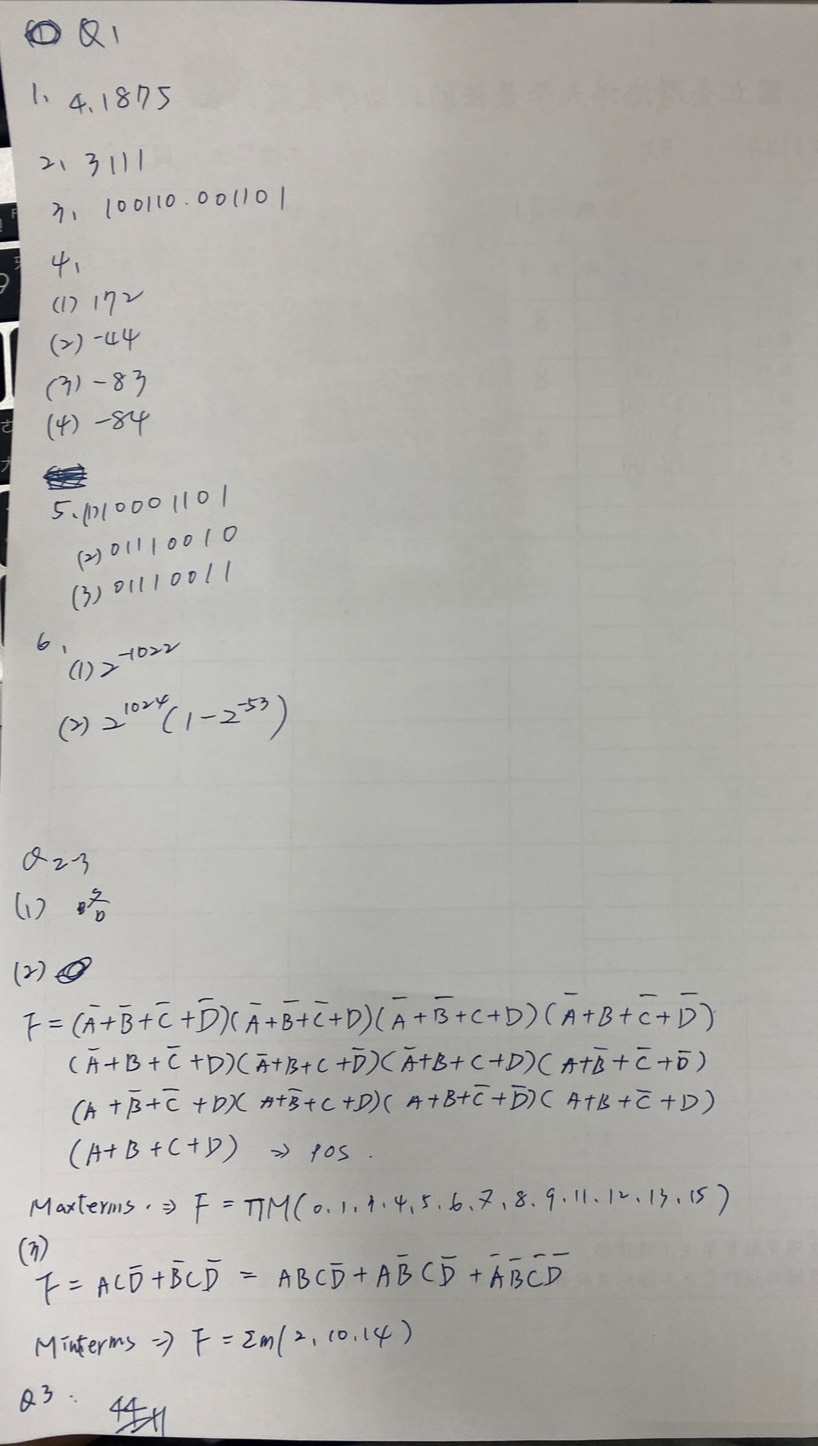 Q1
1. 4.1875
2. 3111
3. 100110.001101
4.
(1) 172
(2) -44
(3) -83
(4) -84
5. (1) 10001101
(2) 01110010
(3) 01110011
6.
(1) 2^-1022
(2) 2^1024 (1-2^-53)
Q2-3
(1)
(2)
F = (A̅+B̅+C̅+D̅)(A̅+B̅+C̅+D)(A̅+B̅+C+D)(A̅+B+C̅+D̅)
(A̅+B+C̅+D)(A̅+B+C+D̅)(A̅+B+C+D)(A+B̅+C̅+D̅)
(A+B̅+C̅+D)(A+B̅+C+D)(A+B+C̅+D̅)(A+B+C̅+D)
(A+B+C+D) ⇒ POS.
Maxterms. ⇒ F = πM(0.1.3.4.5.6.7.8.9.11.12.13.15)
(3)
F = ACD̅+B̅CD̅ = ABCD̅+AB̅CD̅+A̅B̅C̅D̅
Minterms ⇒ F = Σm(2,10,14)
Q3: